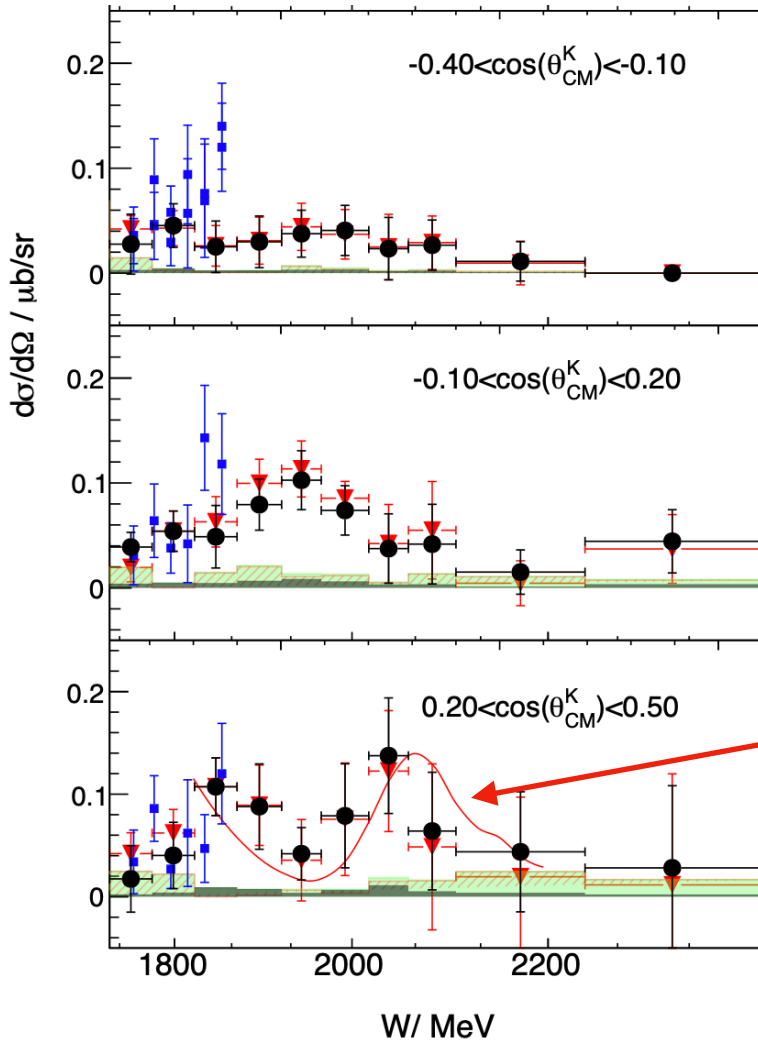 -0.40<cos(θ^K_CM)<-0.10
0.2
0.1
0
-0.10<cos(θ^K_CM)<0.20
0.2
0.1
0
0.20<cos(θ^K_CM)<0.50
0.2
0.1
0
dσ/dΩ / μb/sr
1800 2000 2200
W/ MeV